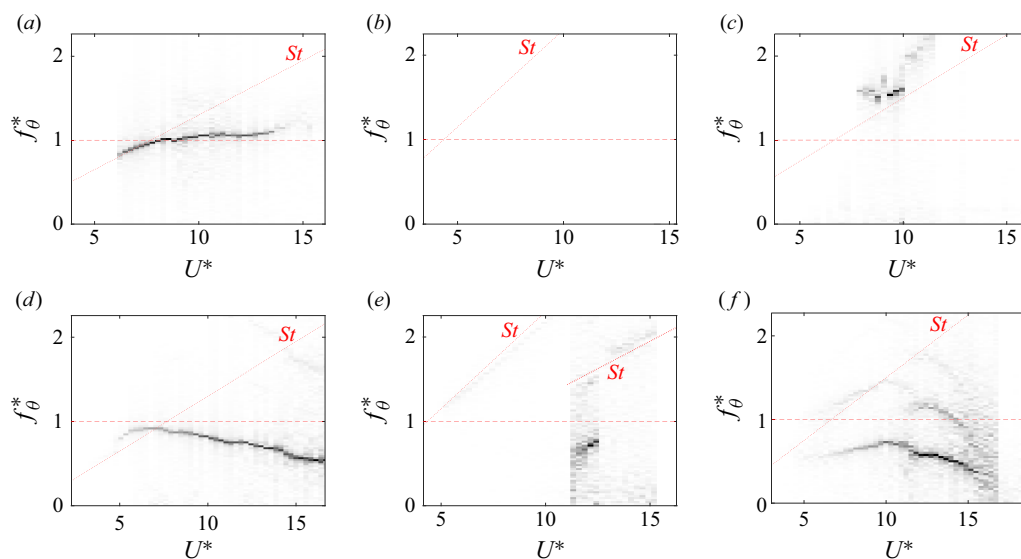 (a) (b) (c)
2 St 2 St 2 St
f*θ 1 f*θ 1 f*θ 1
0 0 0
5 10 15 5 10 15 5 10 15
U* U* U*
(d) (e) (f)
2 St 2 St 2 St
f*θ 1 f*θ 1 St f*θ 1
0 0 0
5 10 15 5 10 15 5 10 15
U* U* U*